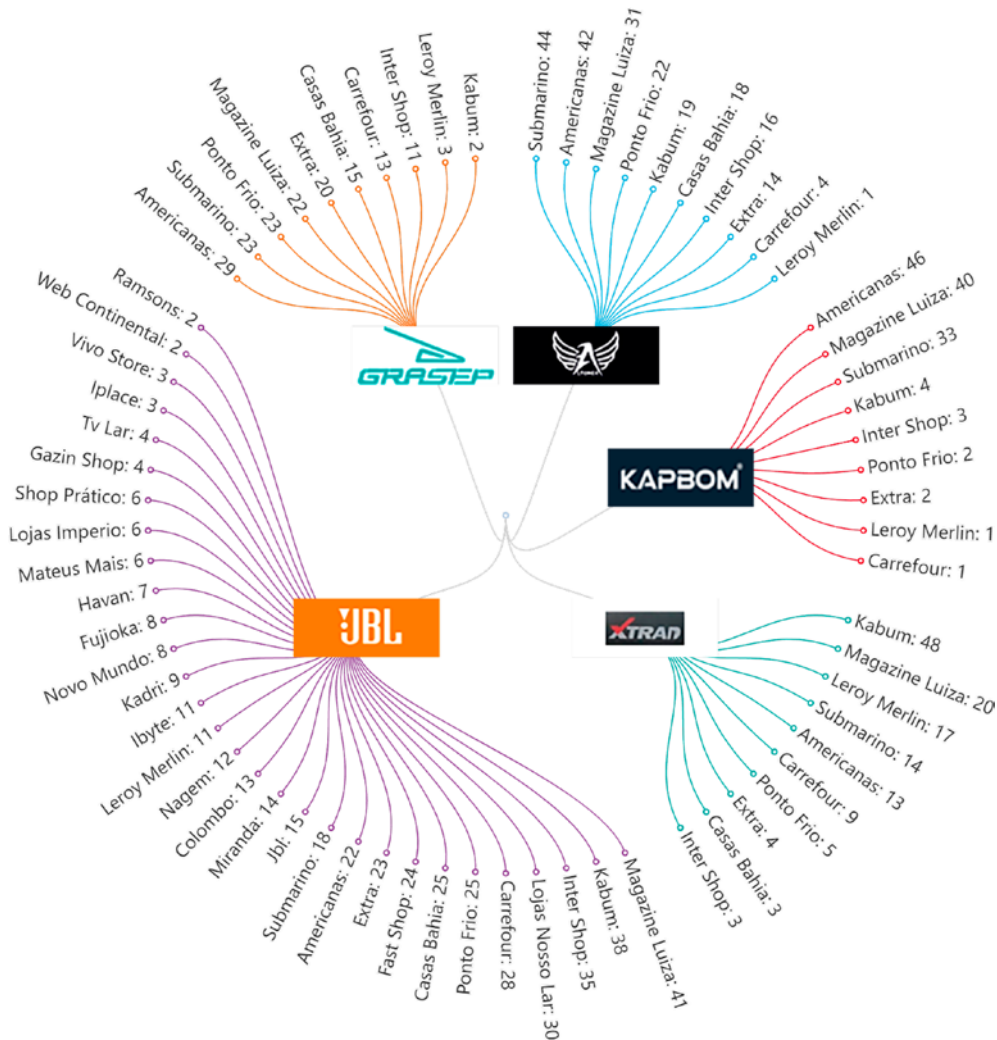 Americanas: 29
Submarino: 23
Ponto Frio: 23
Magazine Luiza: 22
Extra: 20
Casas Bahia: 15
Carrefour: 13
Inter Shop: 11
Leroy Merlin: 3
Kabum: 2
GRASEP
Submarino: 44
Americanas: 42
Magazine Luiza: 31
Ponto Frio: 22
Kabum: 19
Casas Bahia: 18
Inter Shop: 16
Extra: 14
Carrefour: 4
Leroy Merlin: 1
Americanas: 46
Magazine Luiza: 40
Submarino: 33
Kabum: 4
Inter Shop: 3
Ponto Frio: 2
Extra: 2
Leroy Merlin: 1
Carrefour: 1
KAPBOM®
Kabum: 48
Magazine Luiza: 20
Leroy Merlin: 17
Submarino: 14
Americanas: 13
Carrefour: 9
Ponto Frio: 5
Extra: 4
Casas Bahia: 3
Inter Shop: 3
XTRAD
Ramsons: 2
Web Continental: 2
Vivo Store: 3
Iplace: 3
Tv Lar: 4
Gazin Shop: 4
Shop Prático: 6
Lojas Imperio: 6
Mateus Mais: 6
Havan: 7
Fujioka: 8
Novo Mundo: 8
Kadri: 9
Ibyte: 11
Leroy Merlin: 11
Nagem: 12
Colombo: 13
Miranda: 14
Jbl: 15
Submarino: 18
Americanas: 22
Extra: 23
Fast Shop: 24
Casas Bahia: 25
Ponto Frio: 25
Carrefour: 28
Lojas Nosso Lar: 30
Inter Shop: 35
Kabum: 38
Magazine Luiza: 41
JBL